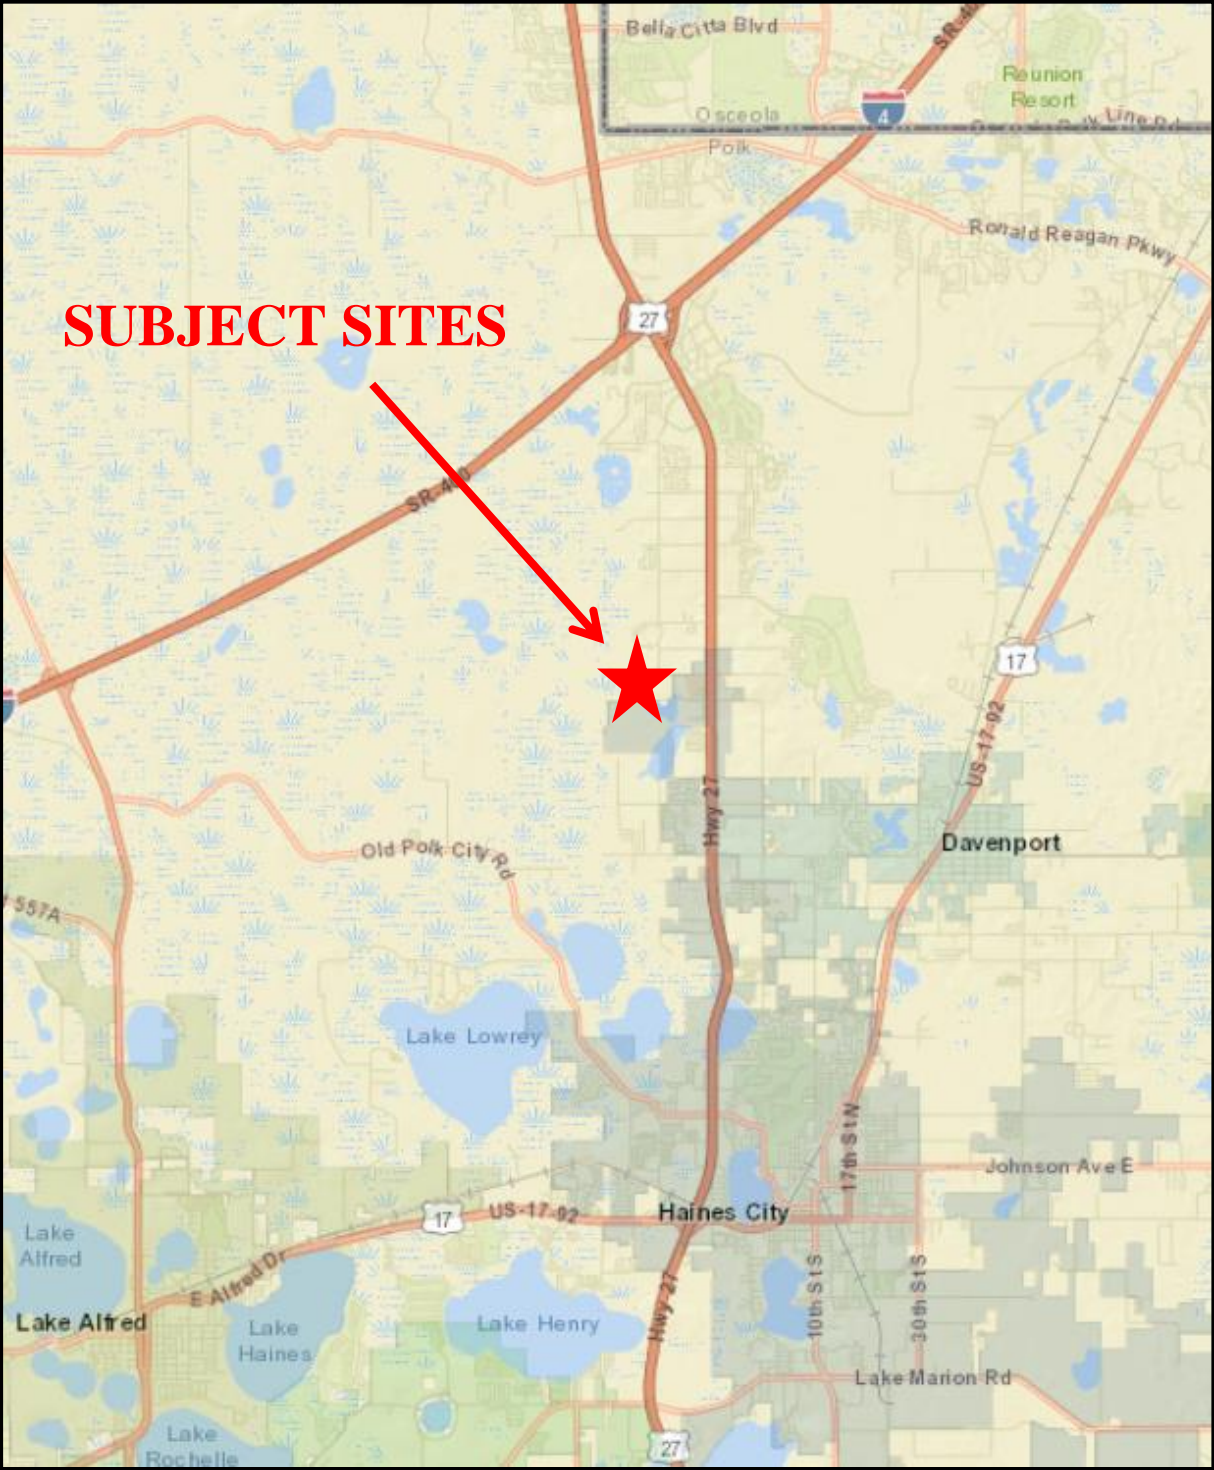 Bella Citta Blvd
SR-40
Reunion
Resort
Osceola
4
Polk
Ronald Reagan Pkwy
SUBJECT SITES
27
SR-400
17
US-17-92
Hwy 27
Davenport
Old Polk City Rd
557A
Lake Lowrey
17th St N
Johnson Ave E
17
US-17-92
Haines City
Lake
Alfred
E Alfred Dr
10th St S
30th St S
Hwy 27
Lake Alfred
Lake
Haines
Lake Henry
Lake Marion Rd
Lake
Rochelle
27